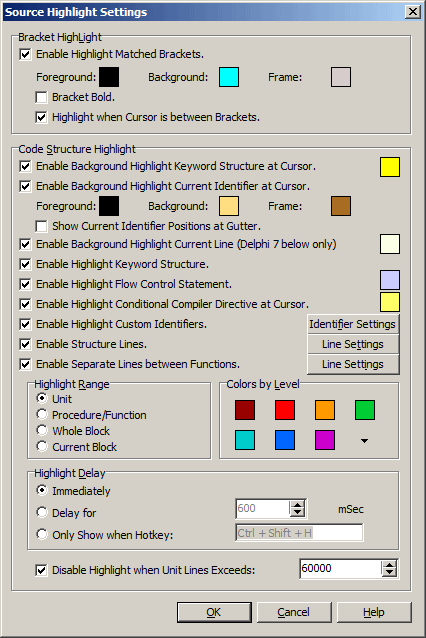 Source Highlight Settings
Bracket HighLight
Enable Highlight Matched Brackets.
Foreground: Background: Frame:
Bracket Bold.
Highlight when Cursor is between Brackets.
Code Structure Highlight
Enable Background Highlight Keyword Structure at Cursor.
Enable Background Highlight Current Identifier at Cursor.
Foreground: Background: Frame:
Show Current Identifier Positions at Gutter.
Enable Background Highlight Current Line (Delphi 7 below only)
Enable Highlight Keyword Structure.
Enable Highlight Flow Control Statement.
Enable Highlight Conditional Compiler Directive at Cursor.
Enable Highlight Custom Identifiers. Identifier Settings
Enable Structure Lines. Line Settings
Enable Separate Lines between Functions. Line Settings
Highlight Range Colors by Level
Unit
Procedure/Function
Whole Block
Current Block
Highlight Delay
Immediately
Delay for 600 mSec
Only Show when Hotkey: Ctrl + Shift + H
Disable Highlight when Unit Lines Exceeds: 60000
OK Cancel Help